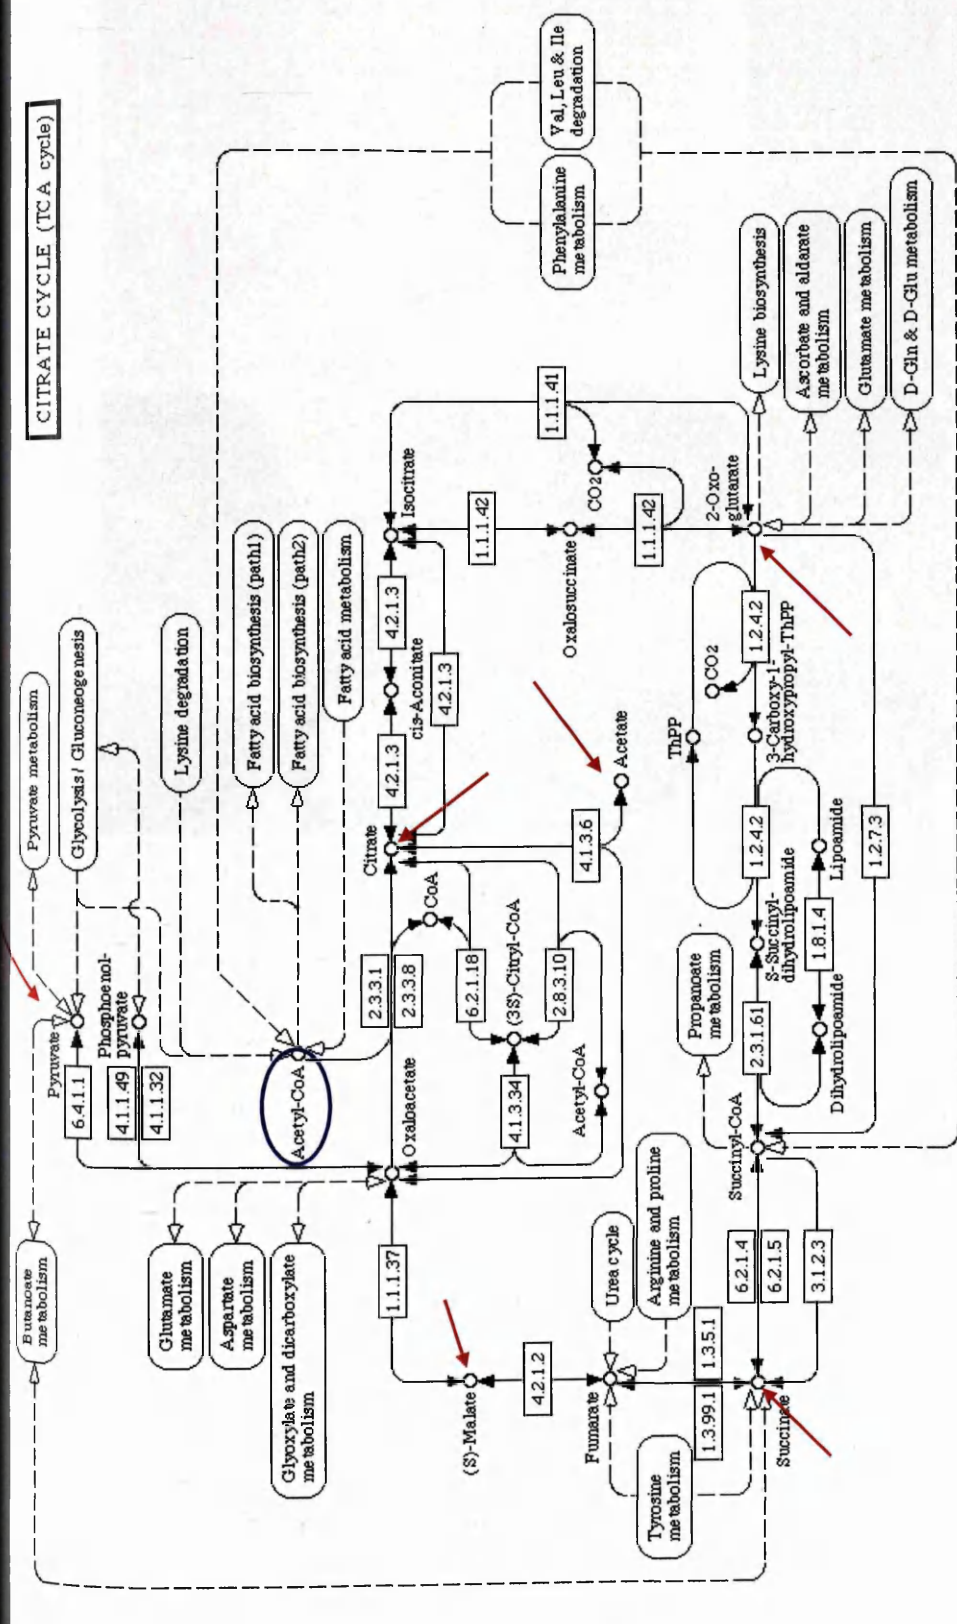 CITRATE CYCLE (TCA cycle)
Butanoate
metabolism
Pyruvate metabolism
Glycolysis / Gluconeogenesis
Pyruvate
6.4.1.1
Phosphoenol-
pyruvate
4.1.1.49
4.1.1.32
Lysine degradation
Fatty acid biosynthesis (path1)
Fatty acid biosynthesis (path2)
Fatty acid metabolism
Acetyl-CoA
Glutamate
metabolism
Aspartate
metabolism
Glyoxylate and dicarboxylate
metabolism
Oxaloacetate
2.3.3.1
2.3.3.8
CoA
Citrate
4.2.1.3
cis-Aconitate
4.2.1.3
Isocitrate
4.2.1.3
1.1.1.37
6.2.1.18
(3S)-Citryl-CoA
4.1.3.34
2.8.3.10
Acetyl-CoA
4.1.3.6
Acetate
1.1.1.42
Oxalosuccinate
1.1.1.42
CO2
1.1.1.41
Phenylalanine
metabolism
Val, Leu & Ile
degradation
(S)-Malate
4.2.1.2
Fumarate
Urea cycle
Arginine and proline
metabolism
Tyrosine
metabolism
1.3.99.1
1.3.5.1
Succinate
6.2.1.4
6.2.1.5
3.1.2.3
Succinyl-CoA
Propanoate
metabolism
2.3.1.61
S-Succinyl-
dihydrolipoamide
1.2.4.2
3-Carboxy-1-
hydroxypropyl-ThPP
1.2.4.2
ThPP
CO2
2-Oxo-
glutarate
Dihydrolipoamide
1.8.1.4
Lipoamide
1.2.7.3
Lysine biosynthesis
Ascorbate and aldarate
metabolism
Glutamate metabolism
D-Gln & D-Glu metabolism